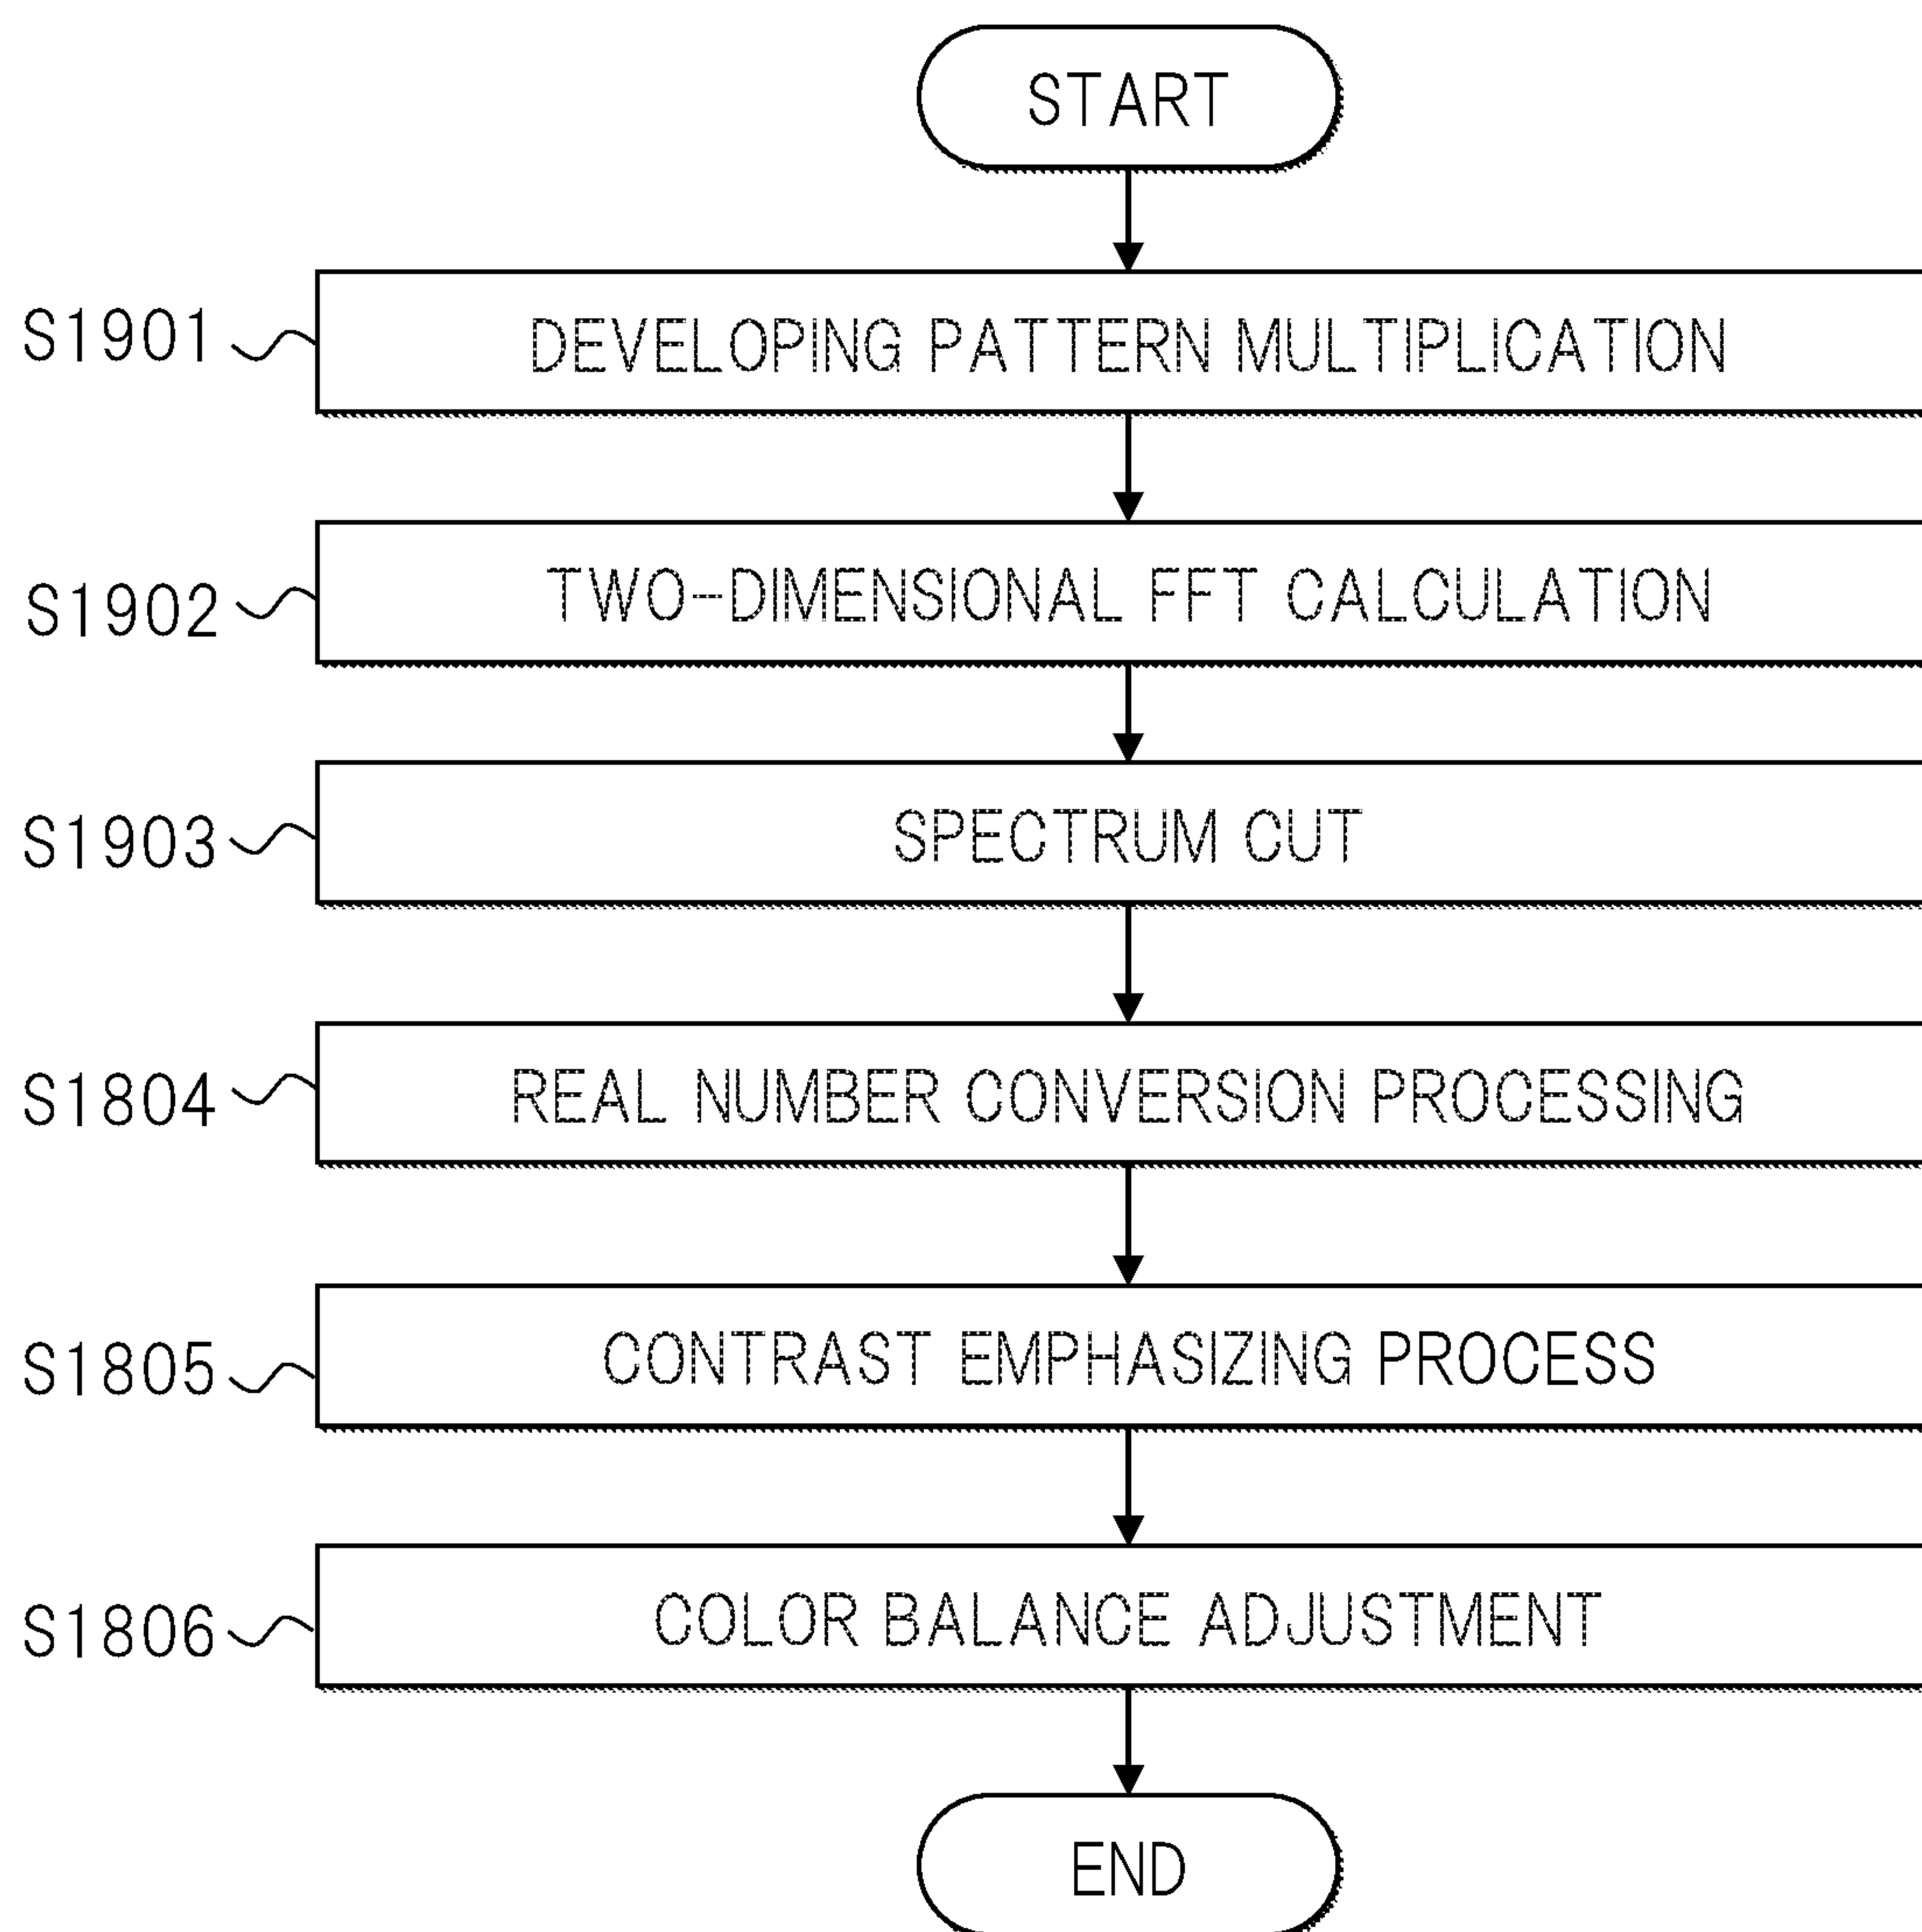 START
S1901 DEVELOPING PATTERN MULTIPLICATION
S1902 TWO-DIMENSIONAL FFT CALCULATION
S1903 SPECTRUM CUT
S1804 REAL NUMBER CONVERSION PROCESSING
S1805 CONTRAST EMPHASIZING PROCESS
S1806 COLOR BALANCE ADJUSTMENT
END